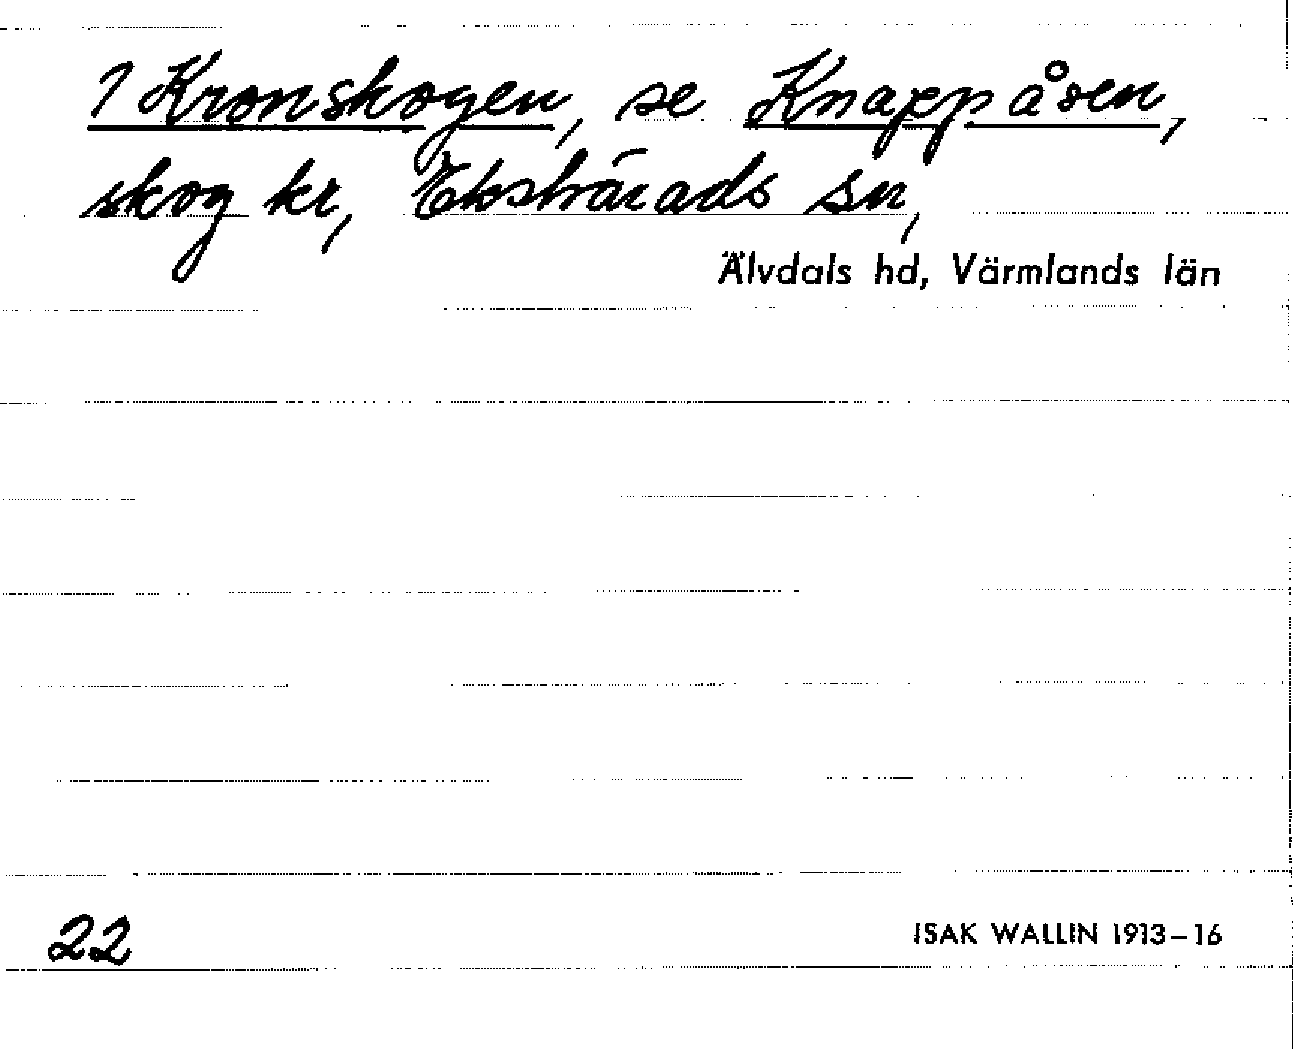 1 Kronskogen, se Knappåsen,
skog kr, Ekshärads sn,
Älvdals hd, Värmlands län
22
ISAK WALLIN 1913–16